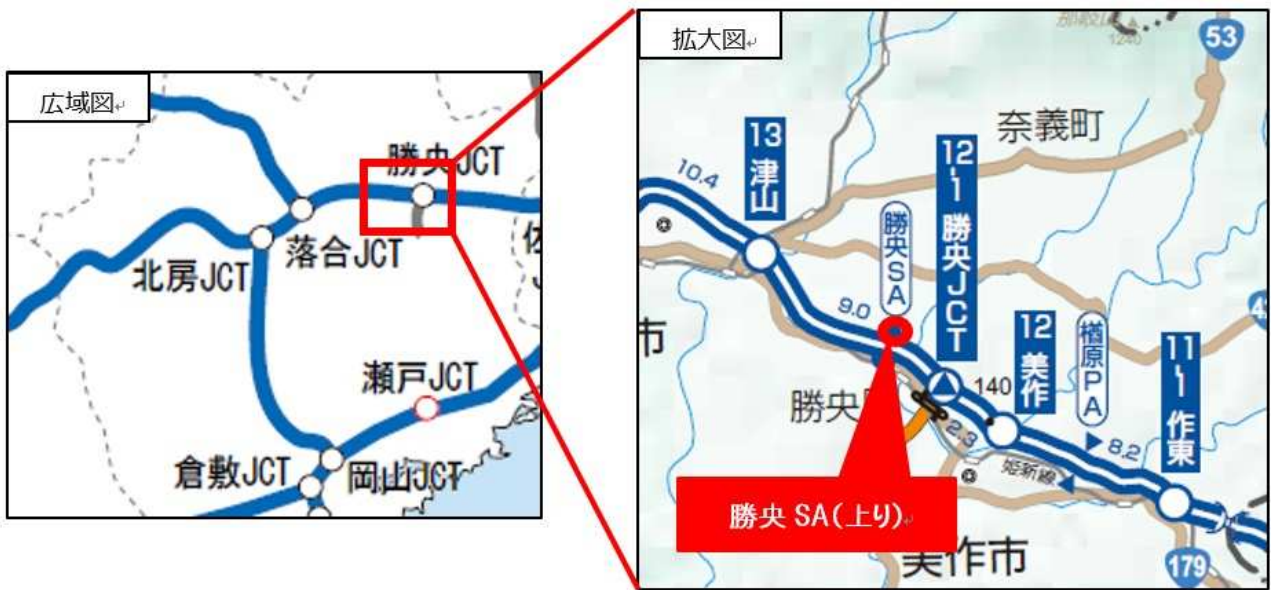 広域図
勝央JCT
落合JCT
北房JCT
瀬戸JCT
倉敷JCT
岡山JCT
拡大図
1240
53
奈義町
13 津山
10.4
勝央SA
12-1 勝央JCT
9.0
12 美作
楢原PA
11-1 作東
市
140
勝央
2.3
8.2
姫新線
勝央 SA(上り)
美作市
179